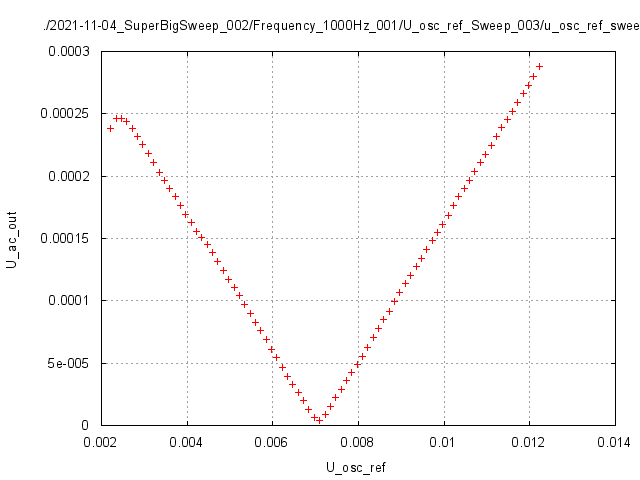 ./2021-11-04_SuperBigSweep_002/Frequency_1000Hz_001/U_osc_ref_Sweep_003/u_osc_ref_swee
0.0003
0.00025
0.0002
0.00015
0.0001
5e-005
0
U_ac_out
0.002 0.004 0.006 0.008 0.01 0.012 0.014
U_osc_ref